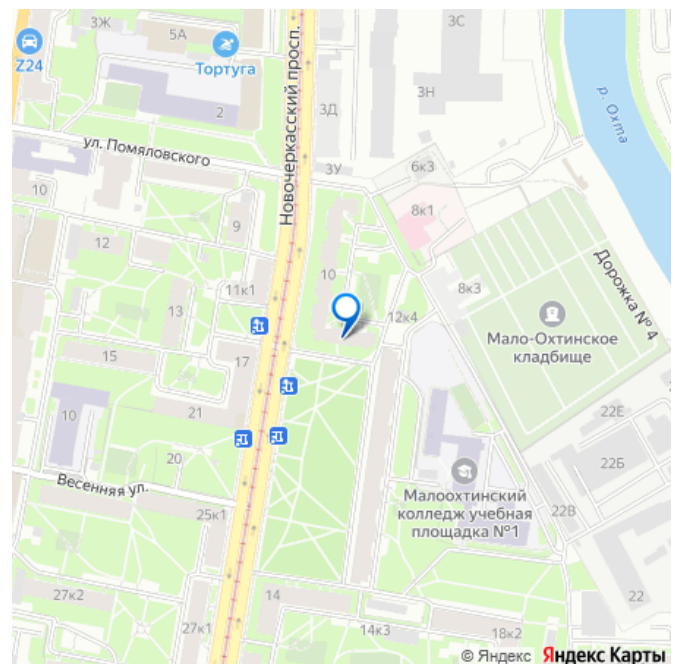 3Ж
5А
3С
Z24
Тортуга
Новочеркасский просп.
3Н
3Д
2
р. Охта
ул. Помяловского
3У
6к3
10
8к1
9
12
Дорожка № 4
10
11к1
8к3
13
12к4
Мало-Охтинское
кладбище
15
17
22Е
10
21
22Б
20
Весенняя ул.
Малоохтинский
колледж учебная
площадка №1
22В
25к1
27к2
14
22
27к1
14к3
18к2
© Яндекс Яндекс Карты